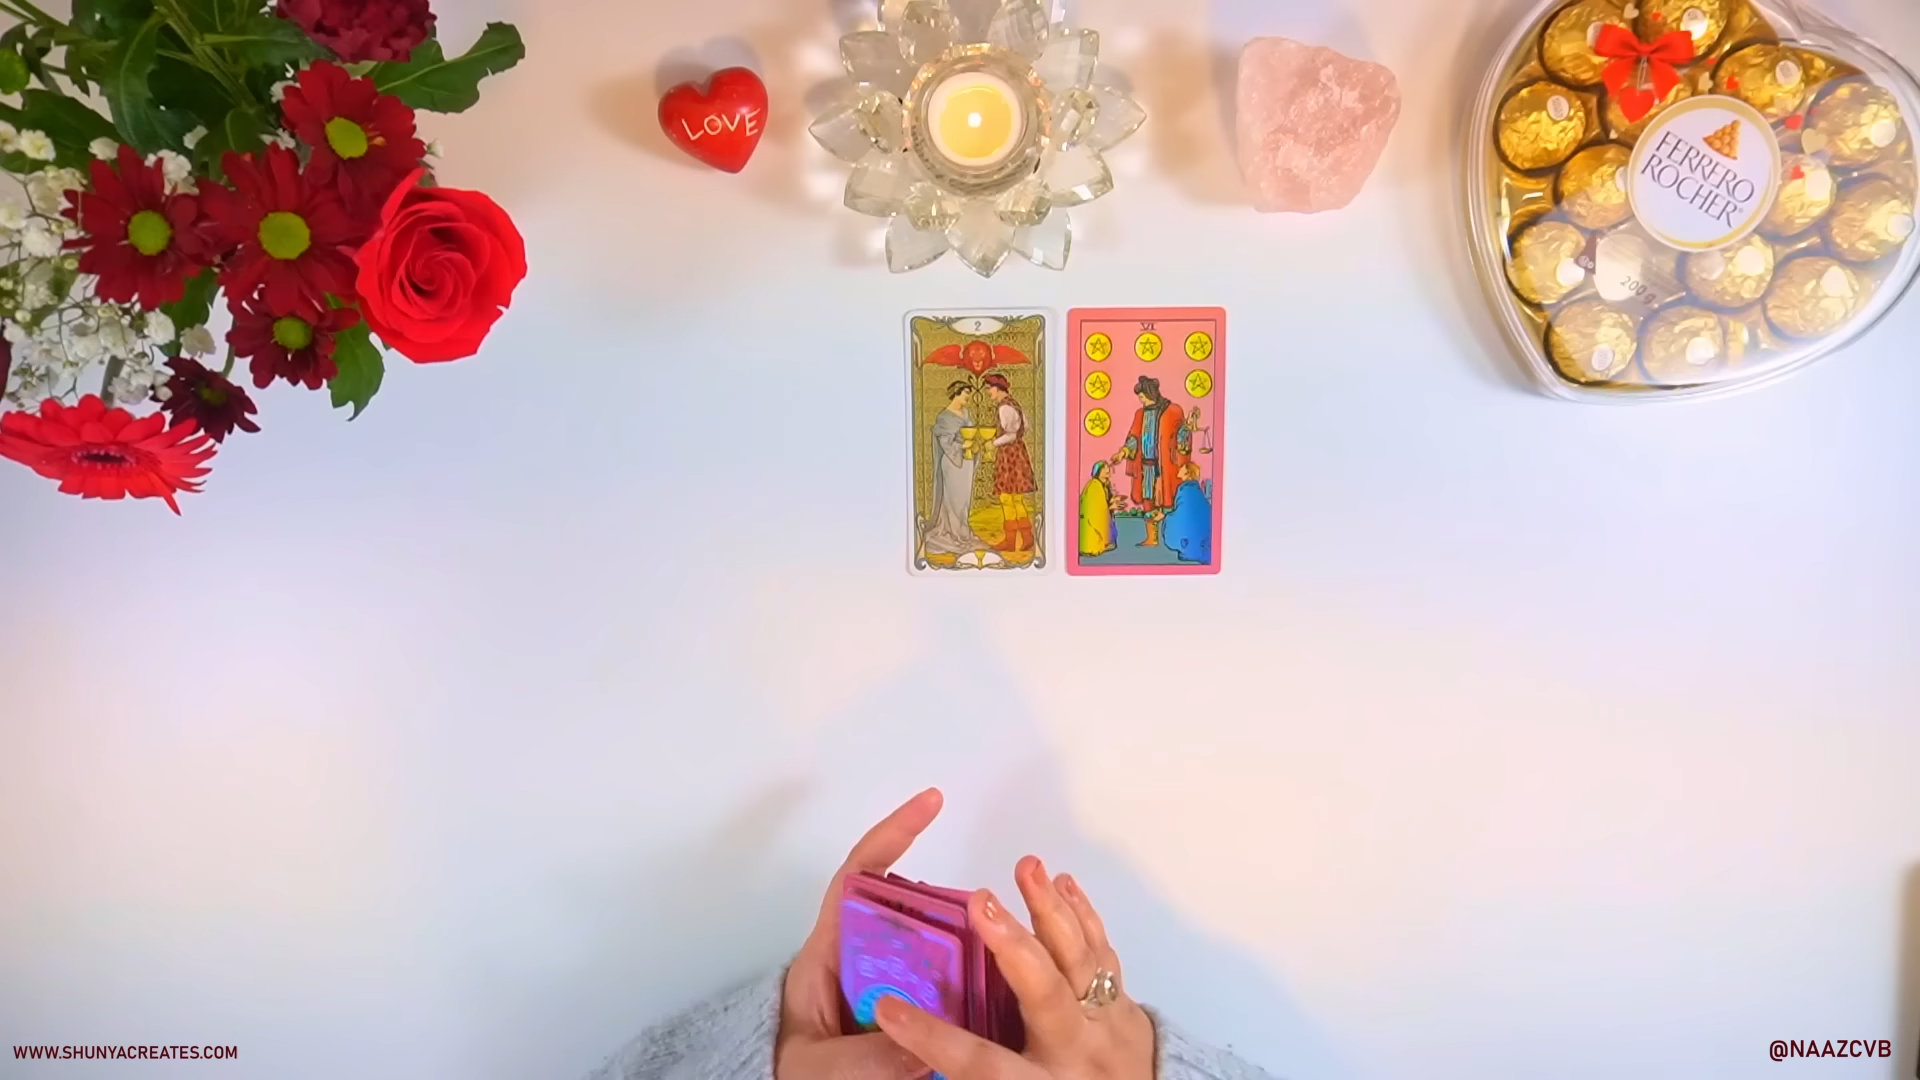 LOVE
FERRERO
ROCHER
200 g
2
VI
WWW.SHUNYACREATES.COM
@NAAZCVB